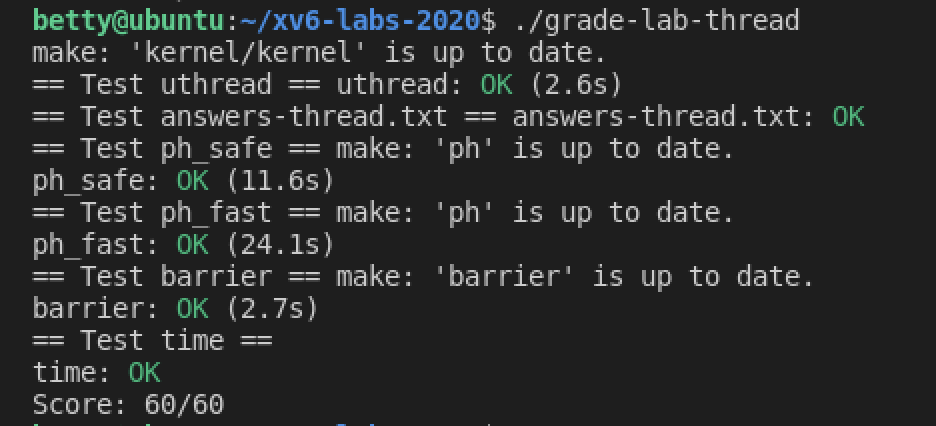 betty@ubuntu:~/xv6-labs-2020$ ./grade-lab-thread
make: 'kernel/kernel' is up to date.
== Test uthread == uthread: OK (2.6s)
== Test answers-thread.txt == answers-thread.txt: OK
== Test ph_safe == make: 'ph' is up to date.
ph_safe: OK (11.6s)
== Test ph_fast == make: 'ph' is up to date.
ph_fast: OK (24.1s)
== Test barrier == make: 'barrier' is up to date.
barrier: OK (2.7s)
== Test time ==
time: OK
Score: 60/60